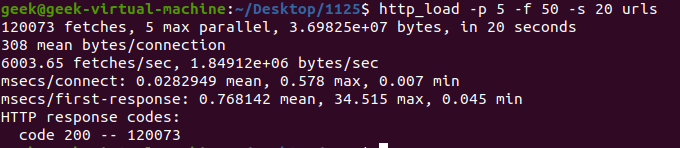 geek@geek-virtual-machine:~/Desktop/1125$ http_load -p 5 -f 50 -s 20 urls
120073 fetches, 5 max parallel, 3.69825e+07 bytes, in 20 seconds
308 mean bytes/connection
6003.65 fetches/sec, 1.84912e+06 bytes/sec
msecs/connect: 0.0282949 mean, 0.578 max, 0.007 min
msecs/first-response: 0.768142 mean, 34.515 max, 0.045 min
HTTP response codes:
  code 200 -- 120073